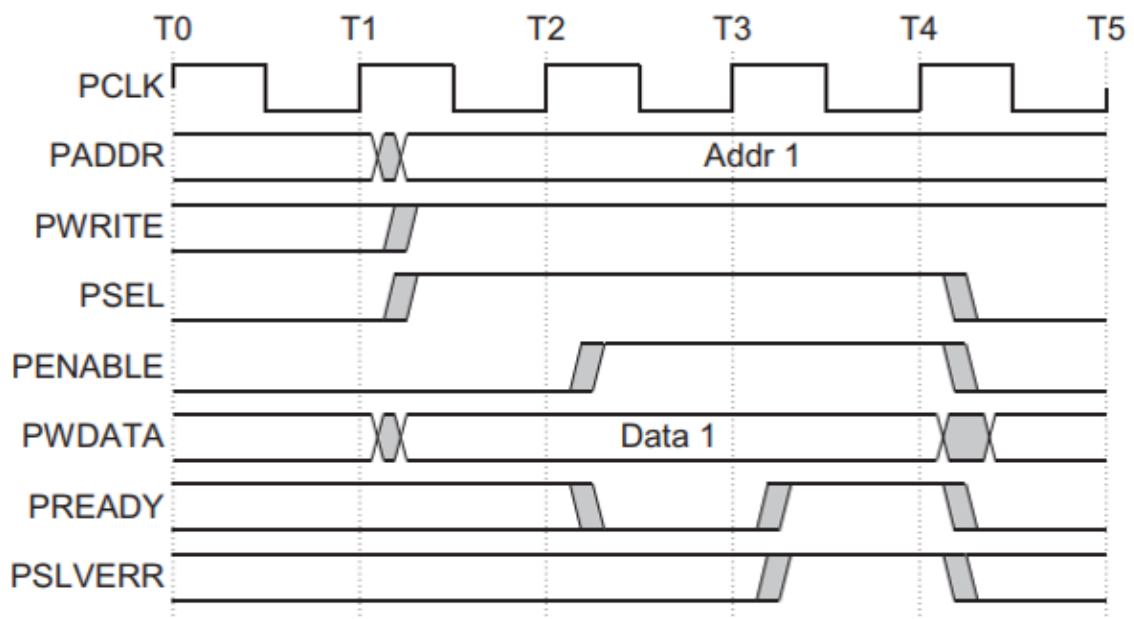 T0 T1 T2 T3 T4 T5
PCLK
PADDR Addr 1
PWRITE
PSEL
PENABLE
PWDATA Data 1
PREADY
PSLVERR